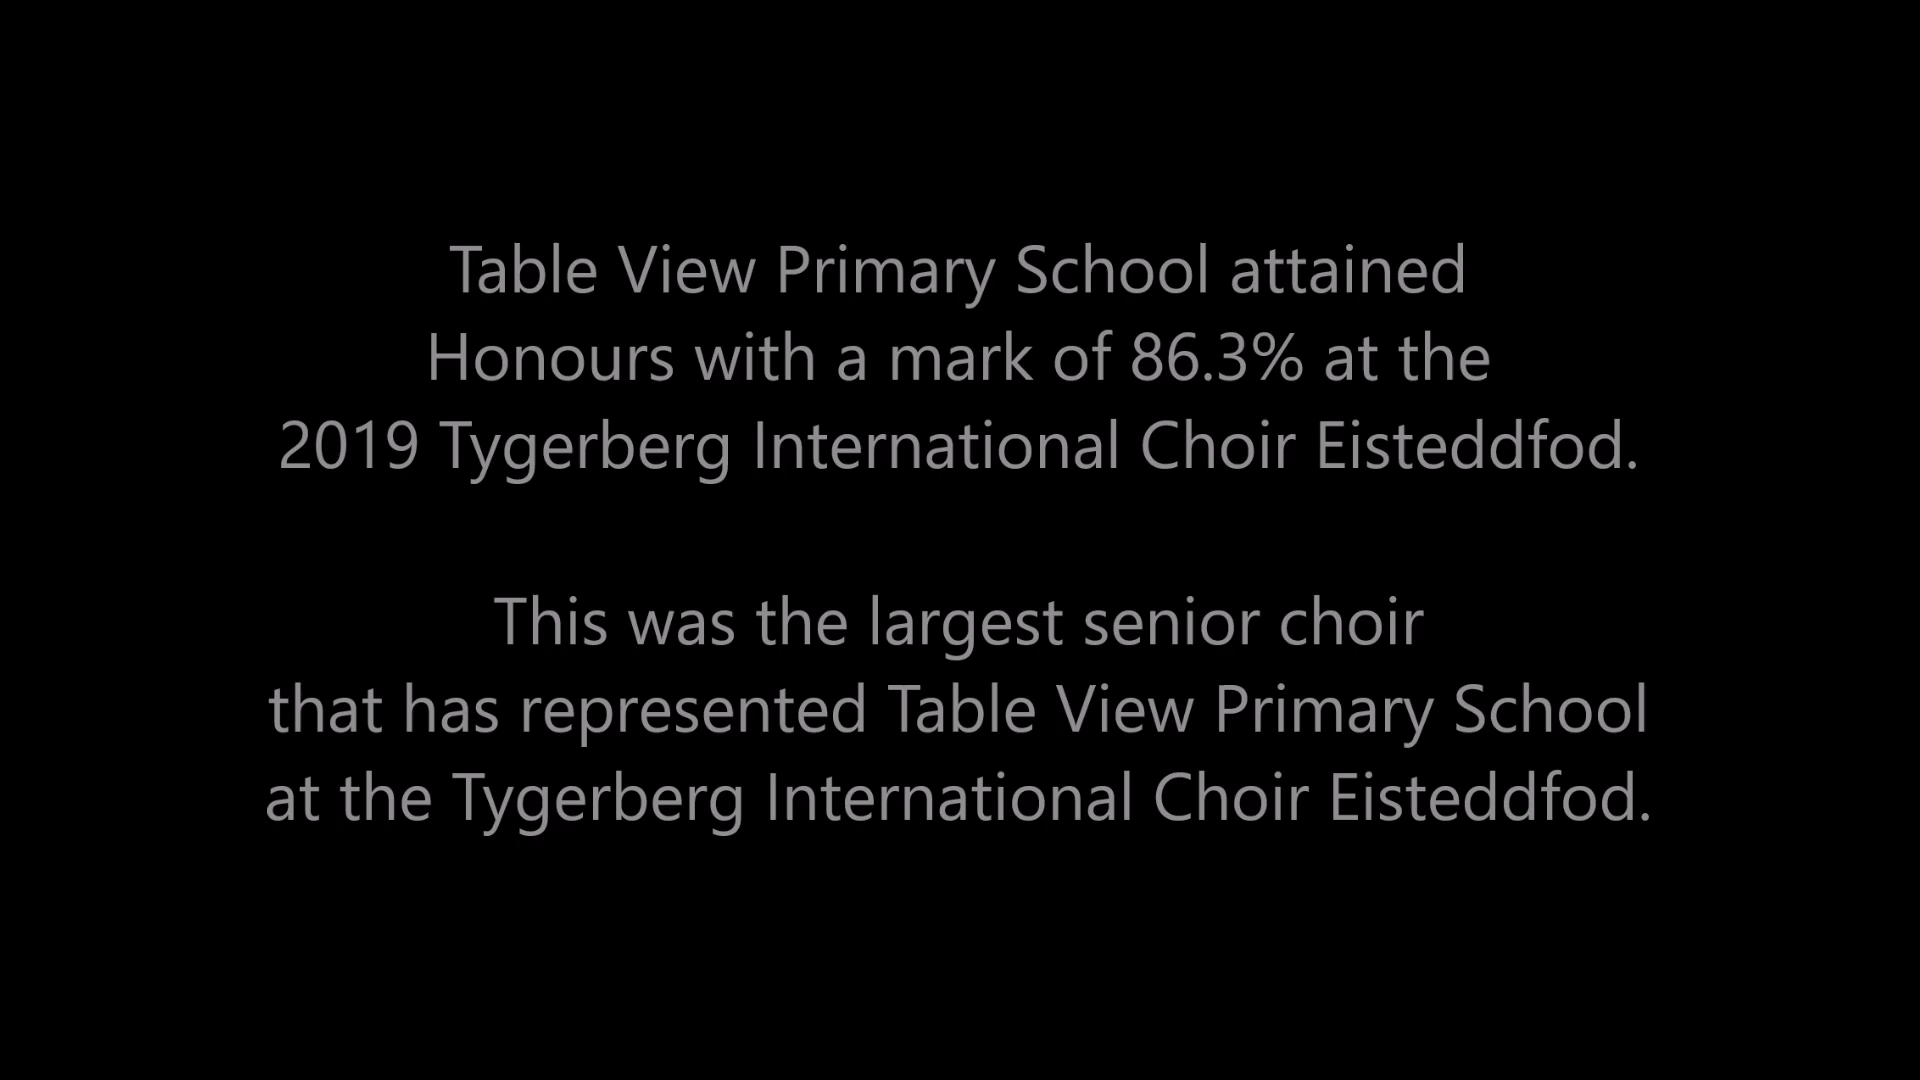 Table View Primary School attained
Honours with a mark of 86.3% at the
2019 Tygerberg International Choir Eisteddfod.
This was the largest senior choir
that has represented Table View Primary School
at the Tygerberg International Choir Eisteddfod.